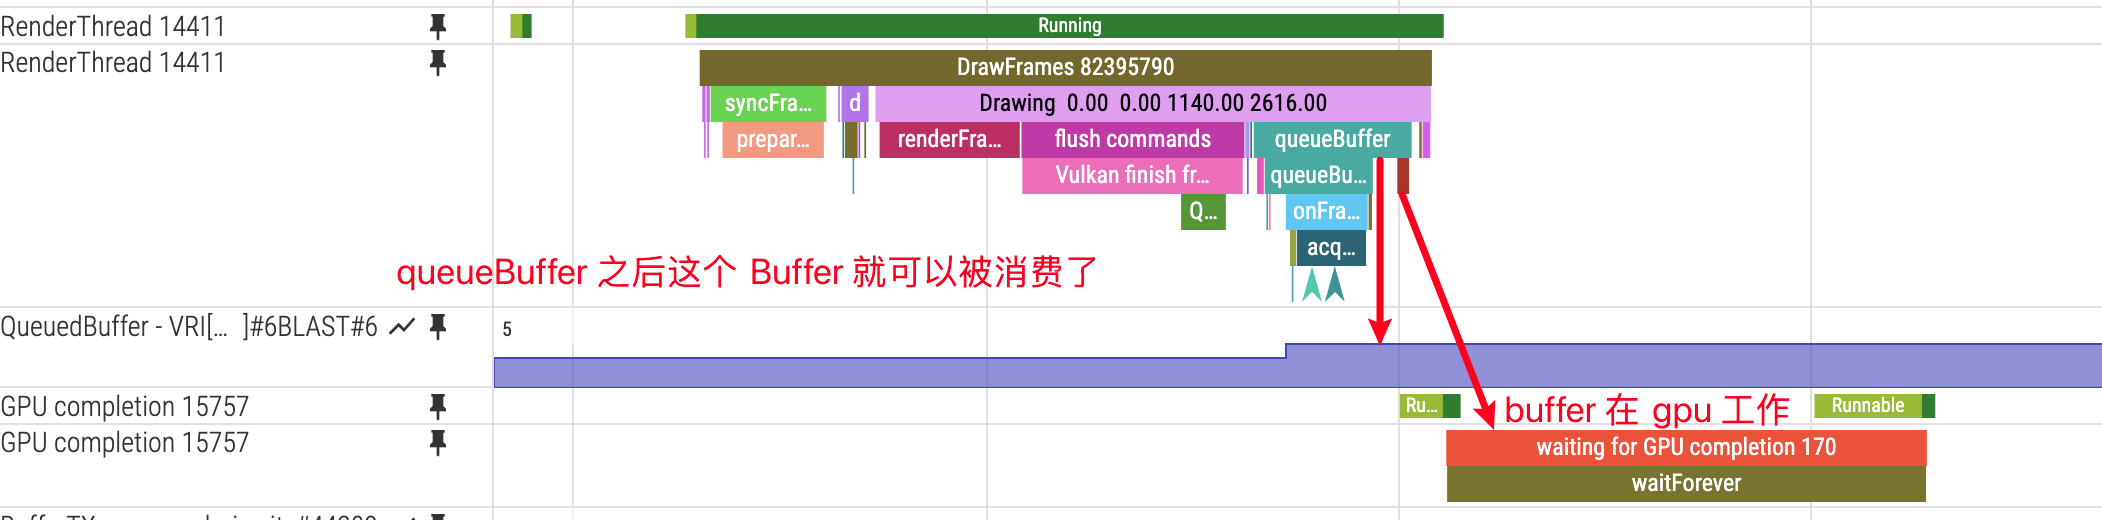 RenderThread 14411
Running
RenderThread 14411
DrawFrames 82395790
syncFra...
d
Drawing 0.00 0.00 1140.00 2616.00
prepar...
renderFra...
flush commands
queueBuffer
Vulkan finish fr...
queueBu...
Q...
onFra...
acq...
queueBuffer 之后这个 Buffer 就可以被消费了
QueuedBuffer - VRI[... ]#6BLAST#6
5
GPU completion 15757
Ru...
buffer 在 gpu 工作
Runnable
GPU completion 15757
waiting for GPU completion 170
waitForever